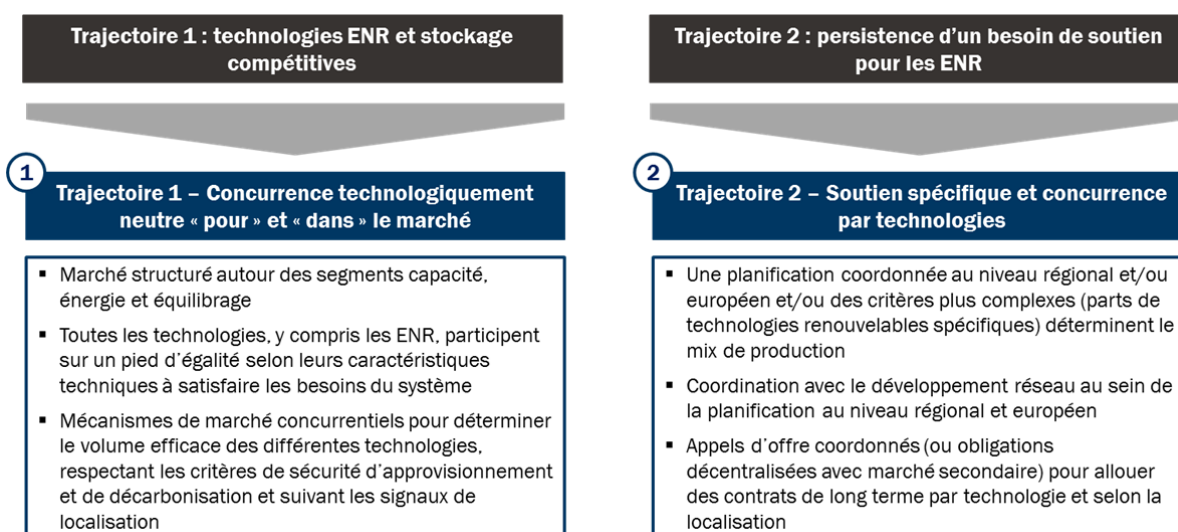 Trajectoire 1 : technologies ENR et stockage
compétitives
1
Trajectoire 1 – Concurrence technologiquement
neutre « pour » et « dans » le marché
▪ Marché structuré autour des segments capacité,
énergie et équilibrage
▪ Toutes les technologies, y compris les ENR, participent
sur un pied d'égalité selon leurs caractéristiques
techniques à satisfaire les besoins du système
▪ Mécanismes de marché concurrentiels pour déterminer
le volume efficace des différentes technologies,
respectant les critères de sécurité d'approvisionnement
et de décarbonisation et suivant les signaux de
localisation
Trajectoire 2 : persistence d'un besoin de soutien
pour les ENR
2
Trajectoire 2 – Soutien spécifique et concurrence
par technologies
▪ Une planification coordonnée au niveau régional et/ou
européen et/ou des critères plus complexes (parts de
technologies renouvelables spécifiques) déterminent le
mix de production
▪ Coordination avec le développement réseau au sein de
la planification au niveau régional et européen
▪ Appels d'offre coordonnés (ou obligations
décentralisées avec marché secondaire) pour allouer
des contrats de long terme par technologie et selon la
localisation